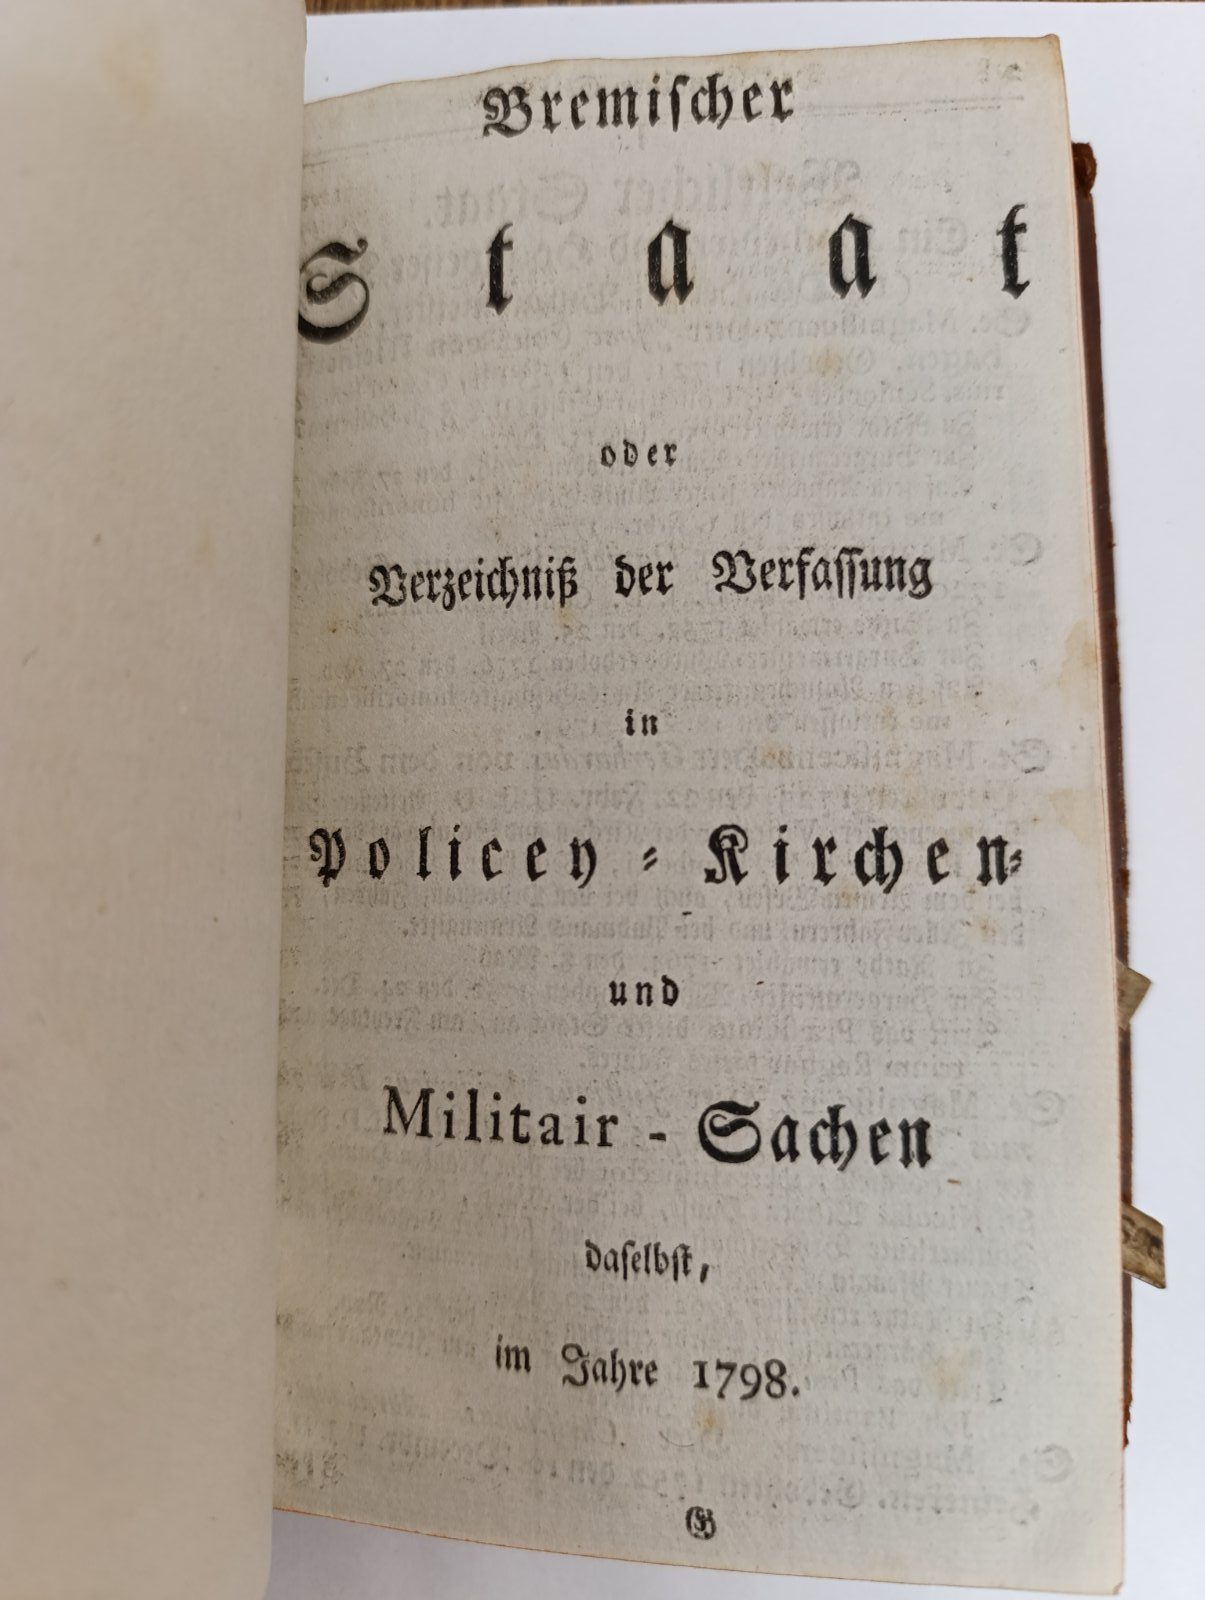 Bremiſcher
Staat
oder
Verzeichniß der Verfaſſung
in
Policey = Kirchen=
und
Militair - Sachen
daſelbſt,
im Jahre 1798.
G